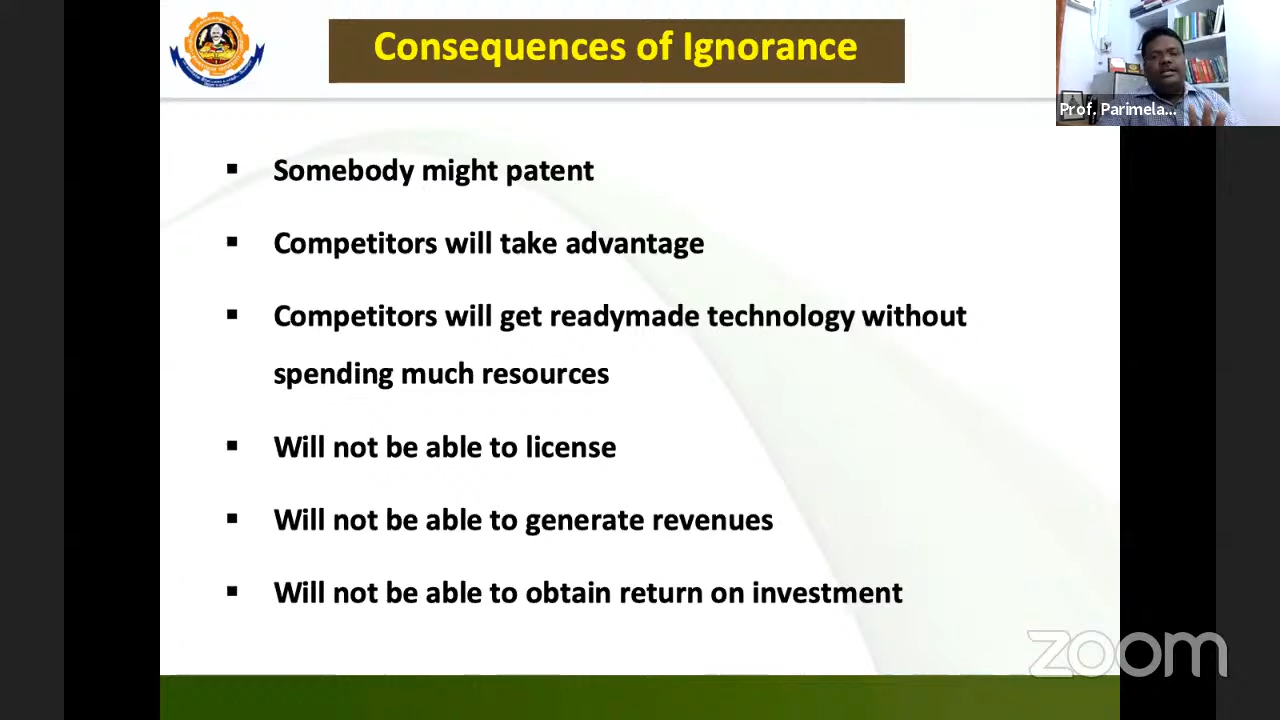 Consequences of Ignorance
Prof. Parimela...
▪ Somebody might patent
▪ Competitors will take advantage
▪ Competitors will get readymade technology without
spending much resources
▪ Will not be able to license
▪ Will not be able to generate revenues
▪ Will not be able to obtain return on investment
zoom